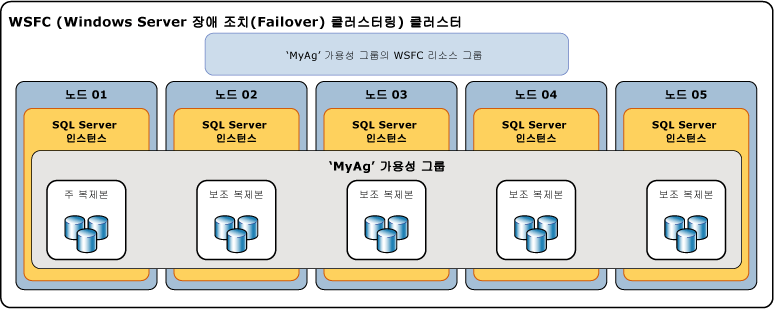 WSFC (Windows Server 장애 조치(Failover) 클러스터링) 클러스터
‘MyAg’ 가용성 그룹의 WSFC 리소스 그룹
노드 01
노드 02
노드 03
노드 04
노드 05
SQL Server
인스턴스
SQL Server
인스턴스
SQL Server
인스턴스
SQL Server
인스턴스
SQL Server
인스턴스
‘MyAg’ 가용성 그룹
주 복제본
보조 복제본
보조 복제본
보조 복제본
보조 복제본